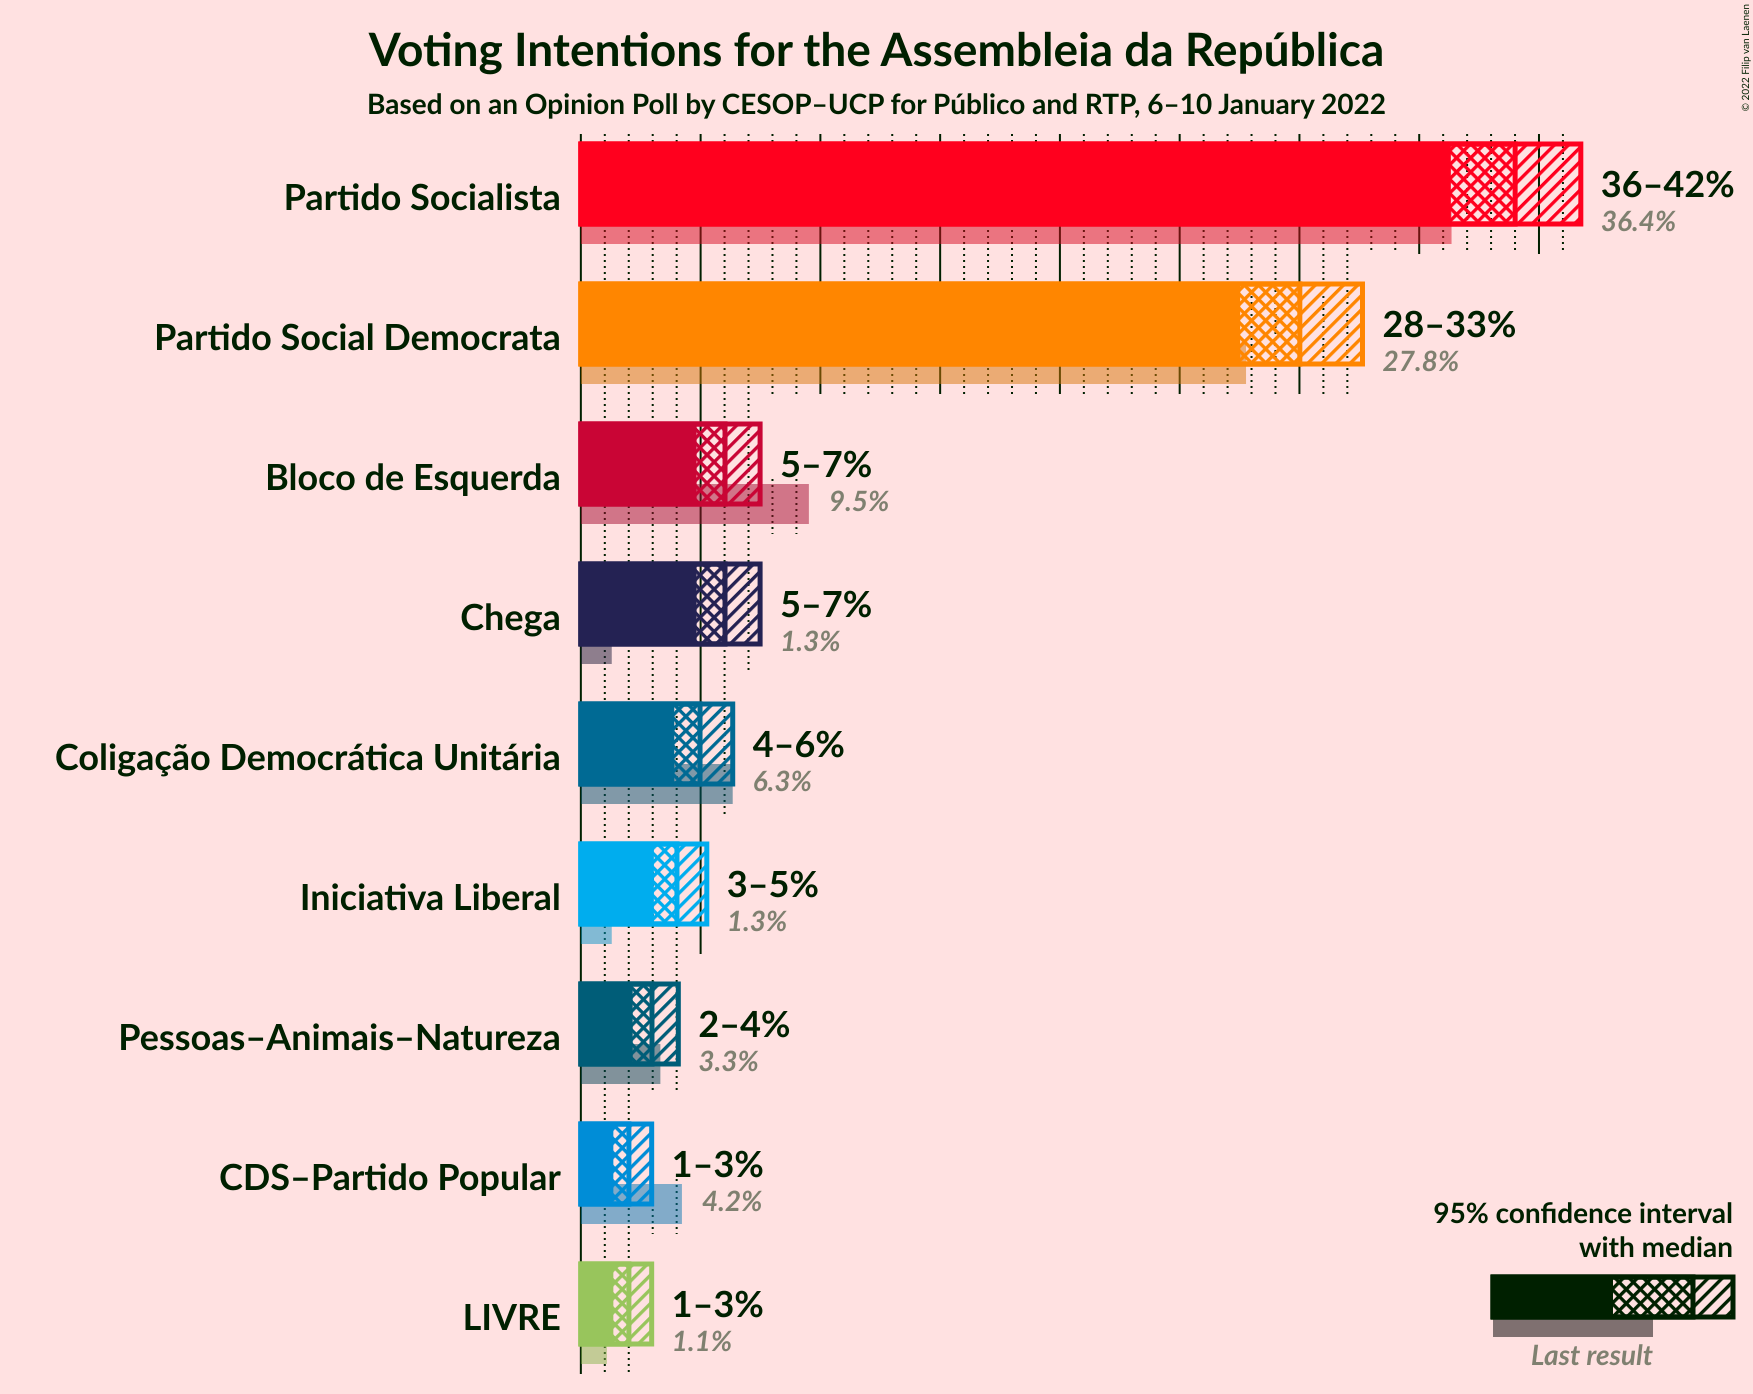 Voting Intentions for the Assembleia da República
Based on an Opinion Poll by CESOP–UCP for Público and RTP, 6–10 January 2022
© 2022 Filip van Laenen
Partido Socialista
36–42%
36.4%
Partido Social Democrata
28–33%
27.8%
Bloco de Esquerda
5–7%
9.5%
Chega
5–7%
1.3%
Coligação Democrática Unitária
4–6%
6.3%
Iniciativa Liberal
3–5%
1.3%
Pessoas–Animais–Natureza
2–4%
3.3%
CDS–Partido Popular
1–3%
4.2%
LIVRE
1–3%
1.1%
95% confidence interval
with median
Last result